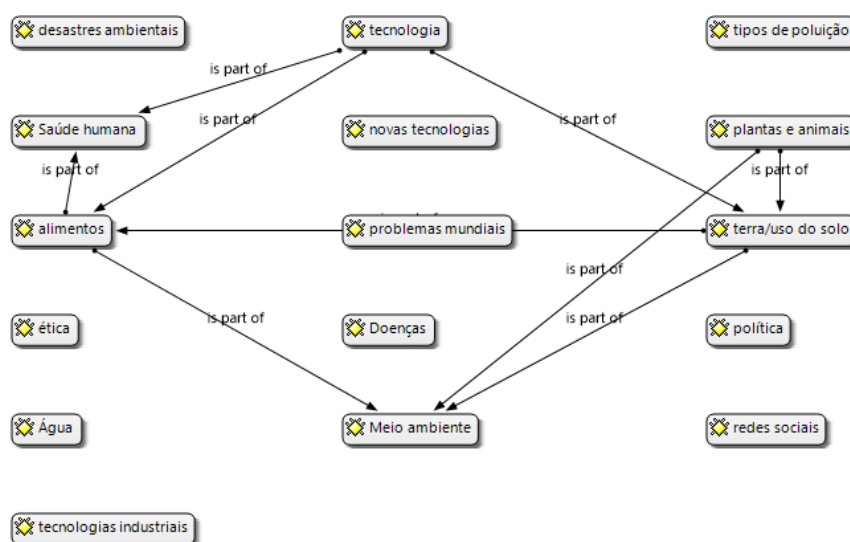 desastres ambientais
tecnologia
tipos de poluição
is part of
Saúde humana
is part of
novas tecnologias
is part of
plantas e animais
is part of
is part of
alimentos
problemas mundiais
terra/uso do solo
is part of
ética
is part of
Doenças
is part of
política
Água
Meio ambiente
redes sociais
tecnologias industriais